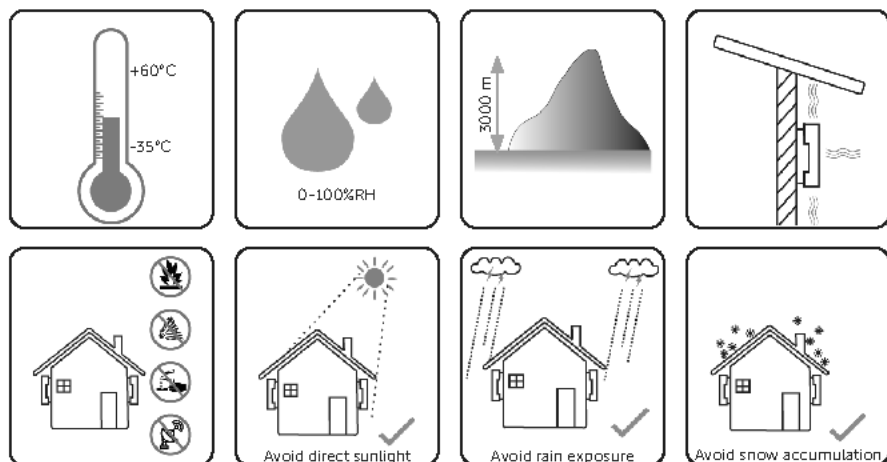 +60°C
-35°C
0-100%RH
3000 m
Avoid direct sunlight
Avoid rain exposure
Avoid snow accumulation